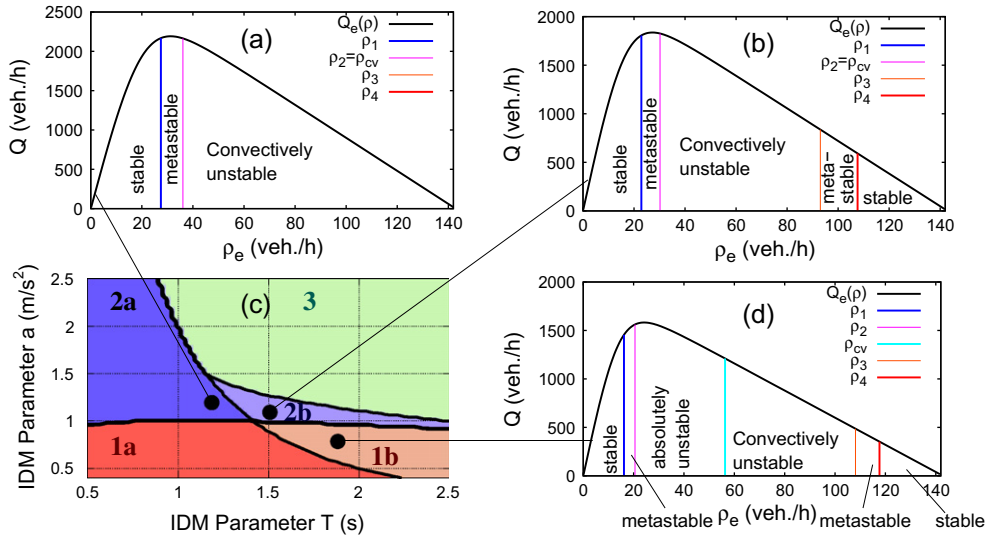 (a)
Q (veh./h)
2500
2000
1500
1000
500
0
Qe(ρ)
ρ1
ρ2=ρcv
ρ3
ρ4
stable
metastable
Convectively
unstable
0 20 40 60 80 100 120 140
ρe (veh./h)
(b)
Q (veh./h)
2000
1500
1000
500
0
Qe(ρ)
ρ1
ρ2=ρcv
ρ3
ρ4
stable
metastable
Convectively
unstable
meta-
stable
stable
0 20 40 60 80 100 120 140
ρe (veh./h)
(c)
IDM Parameter a (m/s²)
2.5
2
1.5
1
0.5
2a
3
2b
1a
1b
0.5 1 1.5 2 2.5
IDM Parameter T (s)
(d)
Q (veh./h)
2000
1500
1000
500
0
Qe(ρ)
ρ1
ρ2
ρcv
ρ3
ρ4
stable
absolutely
unstable
Convectively
unstable
0 20 40 60 80 100 120 140
metastable
ρe (veh./h)
metastable
stable